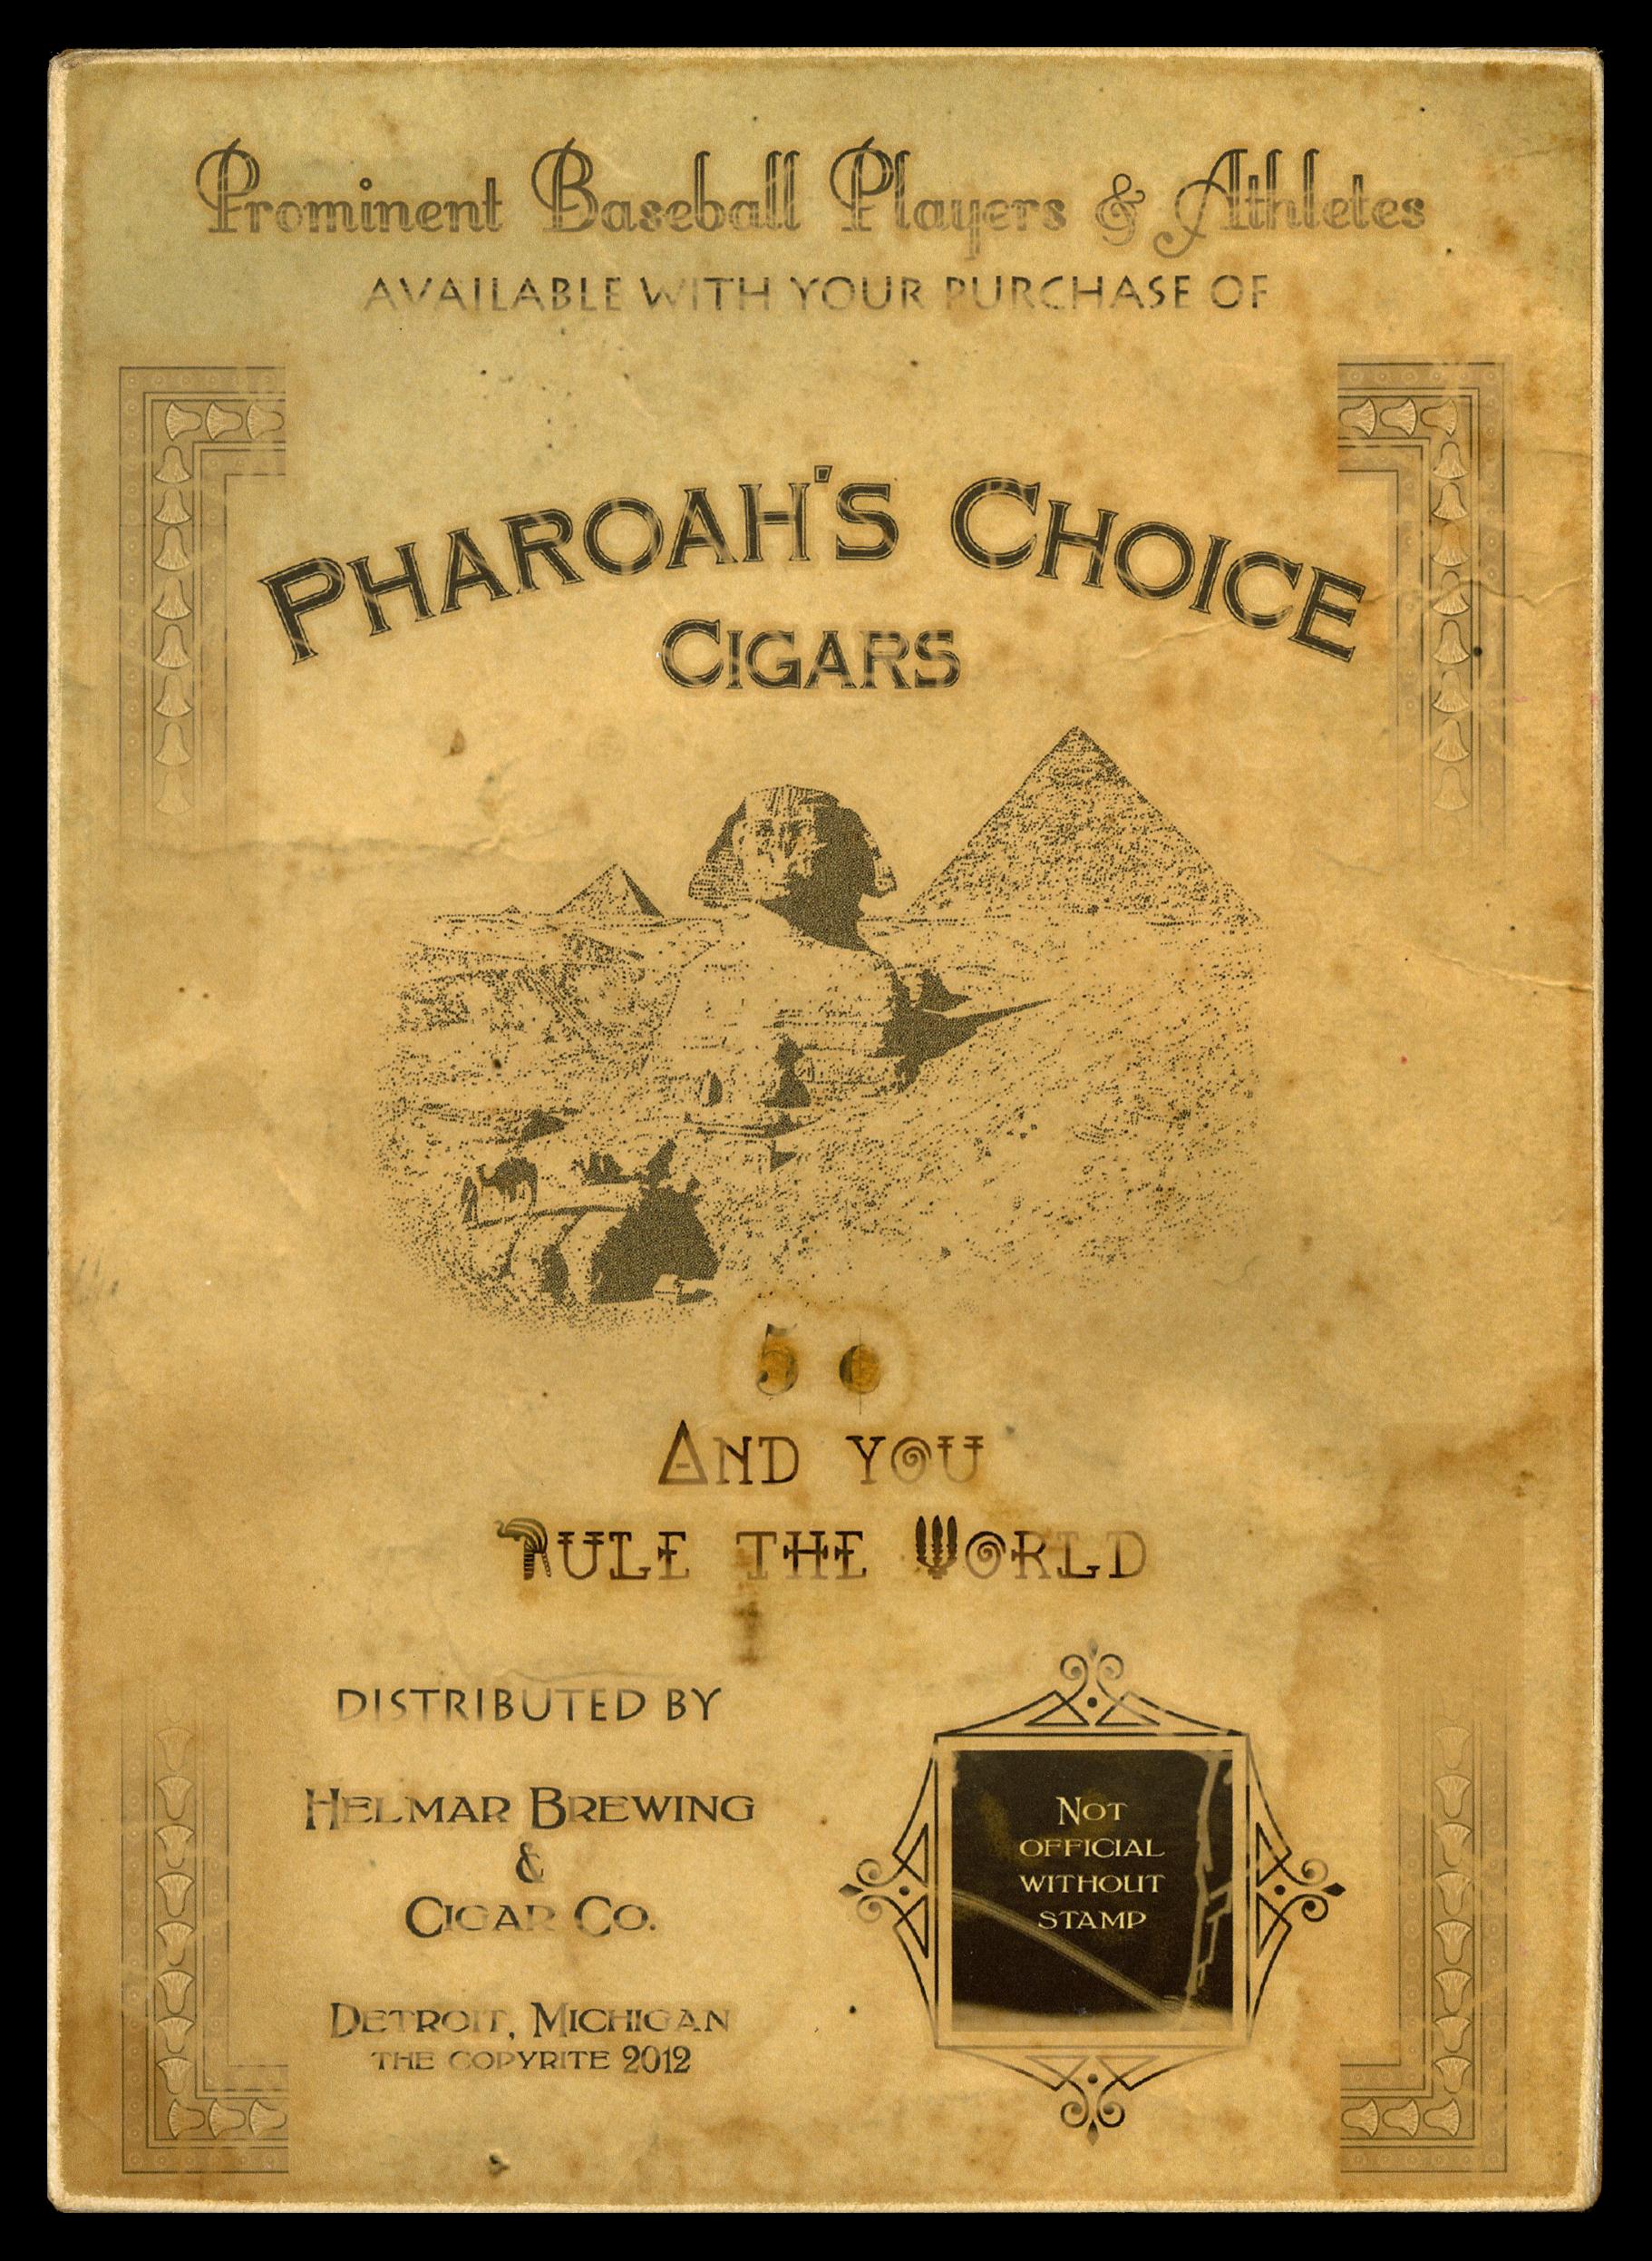 Prominent Baseball Players & Athletes
AVAILABLE WITH YOUR PURCHASE OF
PHAROAH'S CHOICE
CIGARS
5 ¢
AND YOU
RULE THE WORLD
DISTRIBUTED BY
HELMAR BREWING
&
CIGAR CO.
DETROIT, MICHIGAN
THE COPYRITE 2012
NOT
OFFICIAL
WITHOUT
STAMP